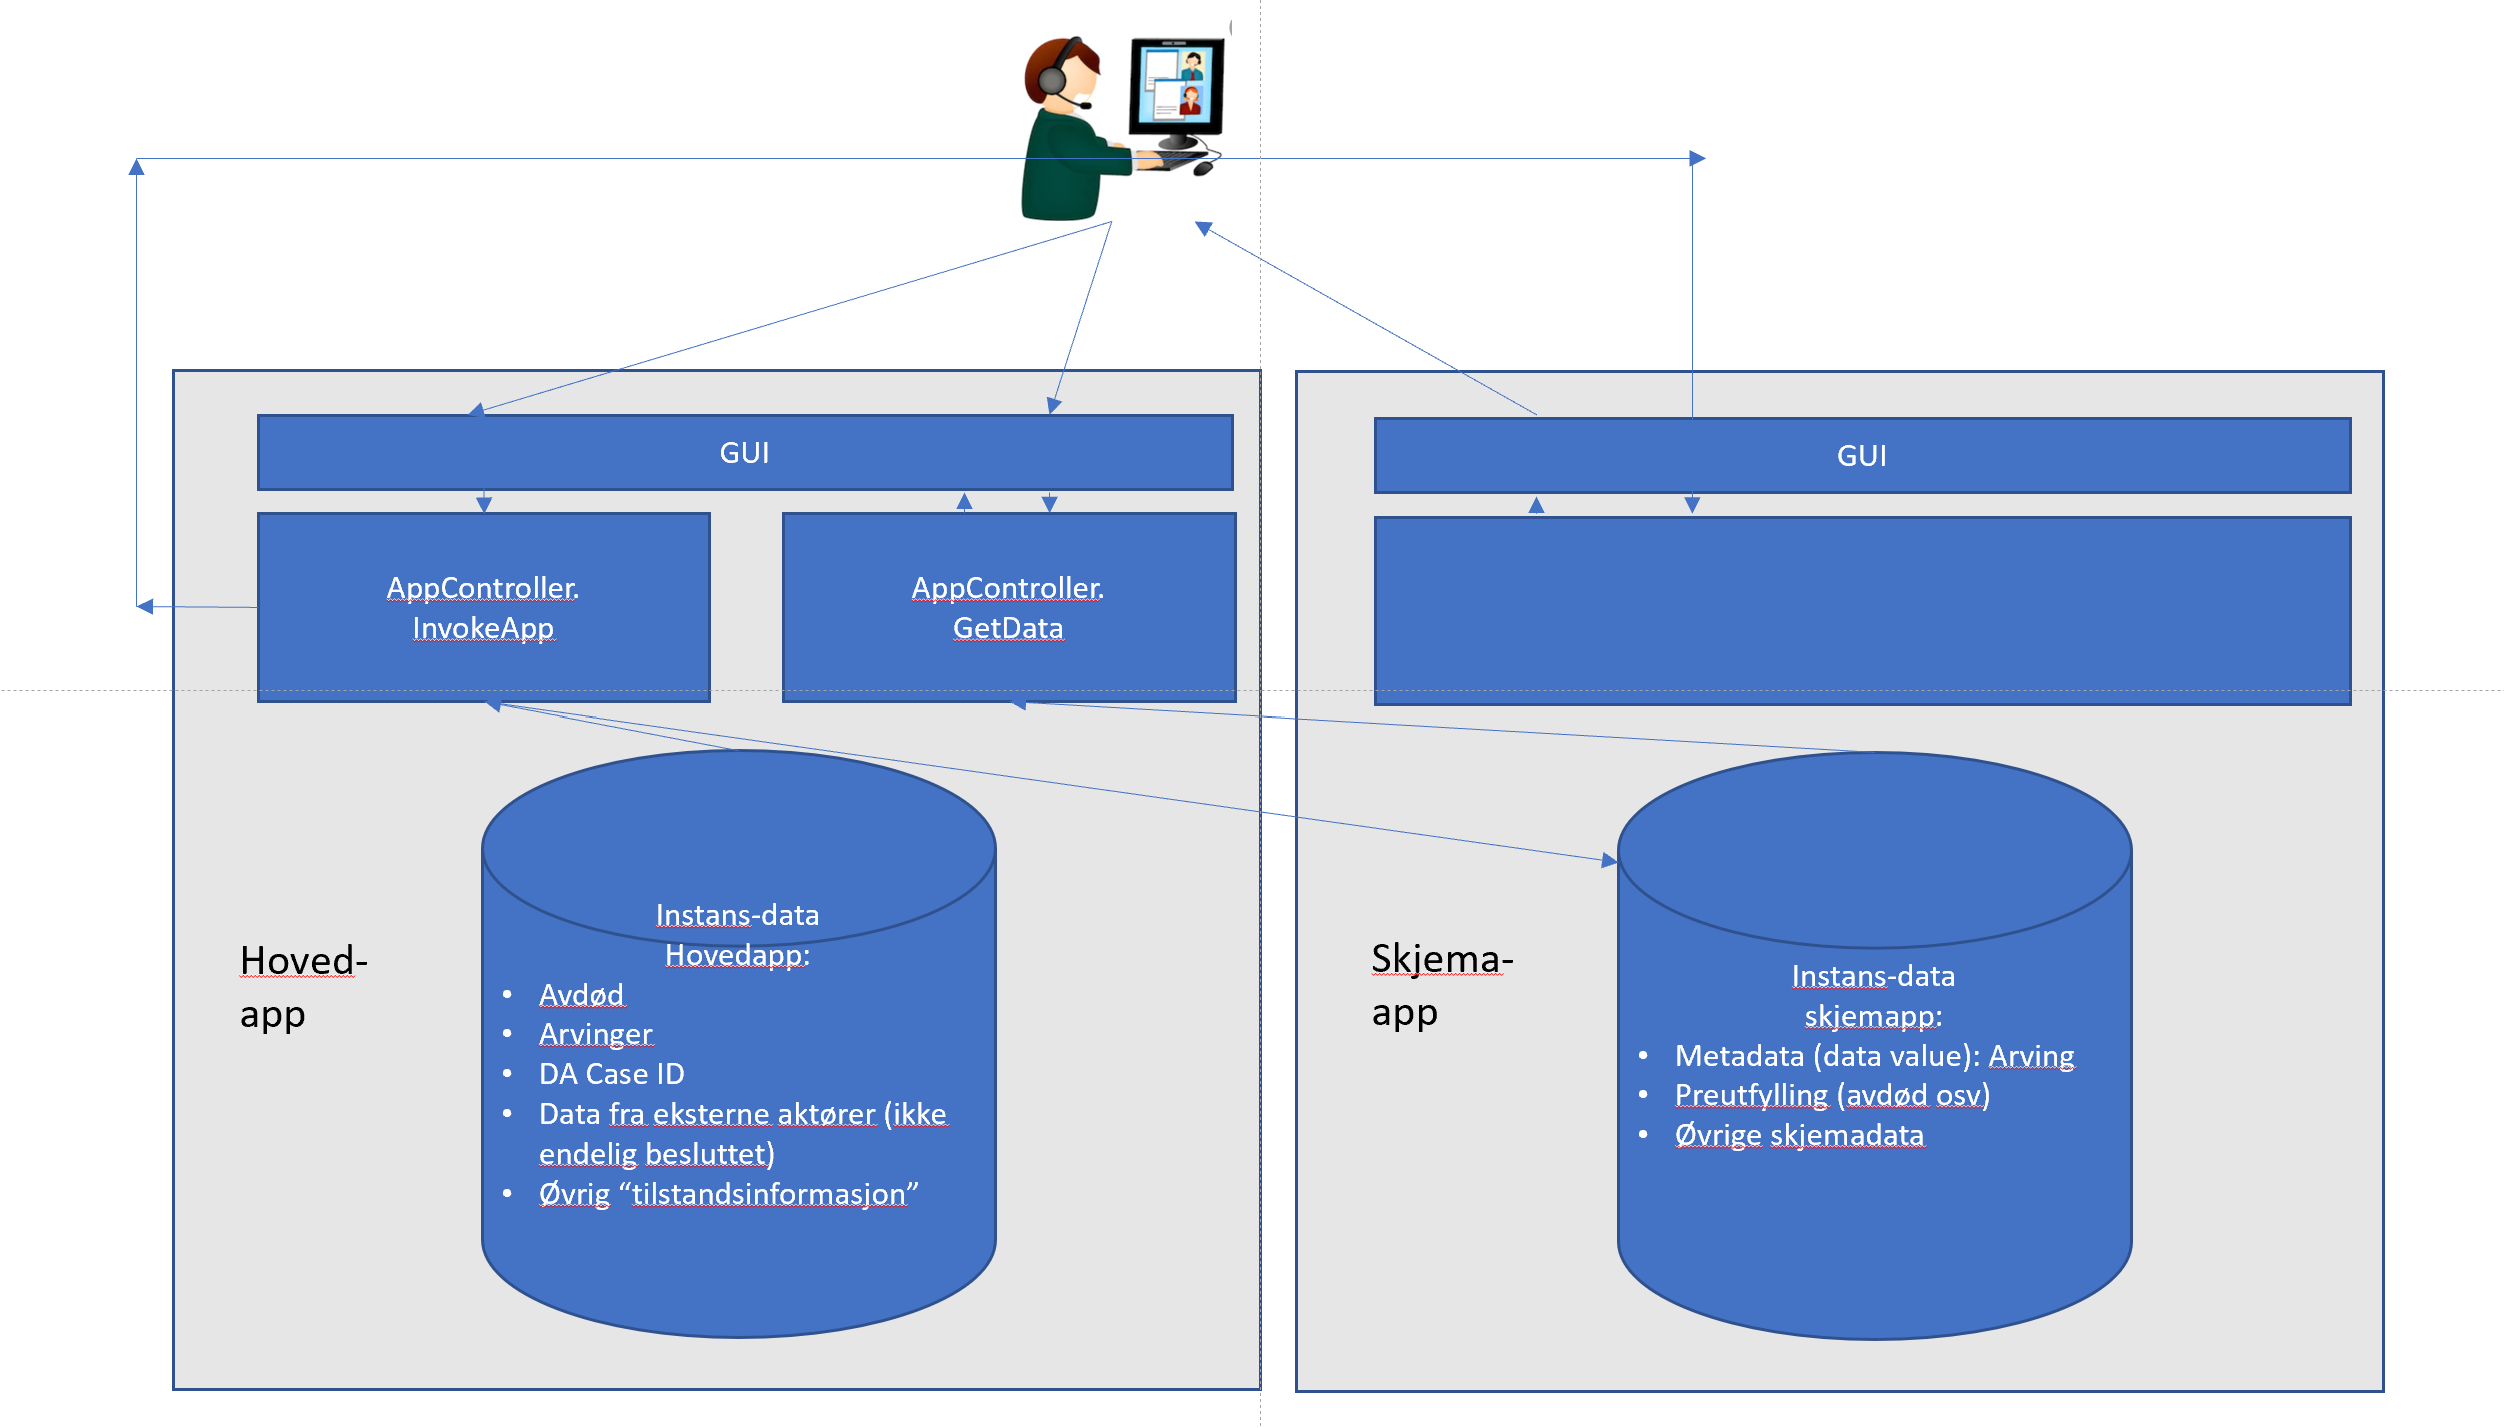 GUI
AppController.
InvokeApp
AppController.
GetData
Hoved-
app
Instans-data
Hovedapp:
• Avdød
• Arvinger
• DA Case ID
• Data fra eksterne aktører (ikke
endelig besluttet)
• Øvrig “tilstandsinformasjon”
GUI
Skjema-
app
Instans-data
skjemapp:
• Metadata (data value): Arving
• Preutfylling (avdød osv)
• Øvrige skjemadata